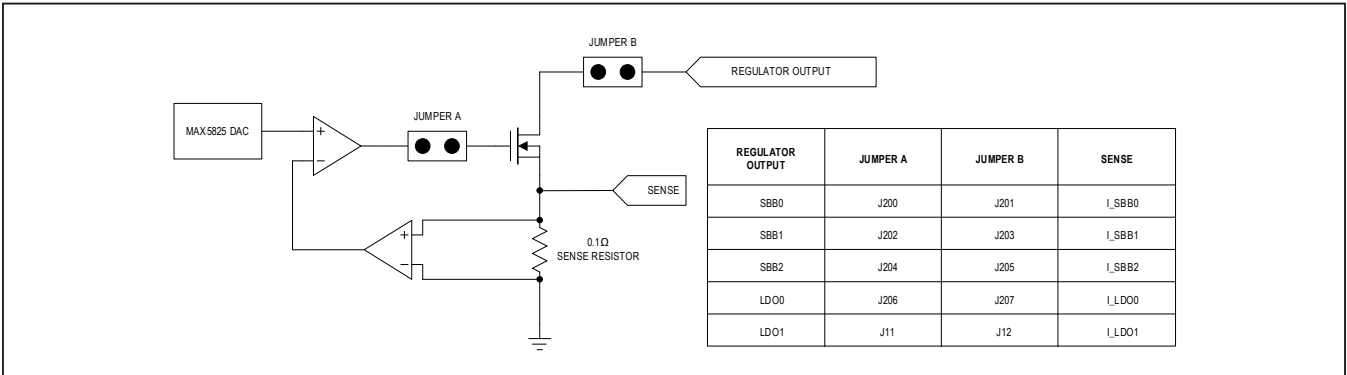 JUMPER B
REGULATOR OUTPUT
MAX5825 DAC
+
−
JUMPER A
SENSE
+
−
0.1Ω
SENSE RESISTOR
REGULATOR
OUTPUT
JUMPER A
JUMPER B
SENSE
SBB0 J200 J201 I_SBB0
SBB1 J202 J203 I_SBB1
SBB2 J204 J205 I_SBB2
LDO0 J206 J207 I_LDO0
LDO1 J11 J12 I_LDO1